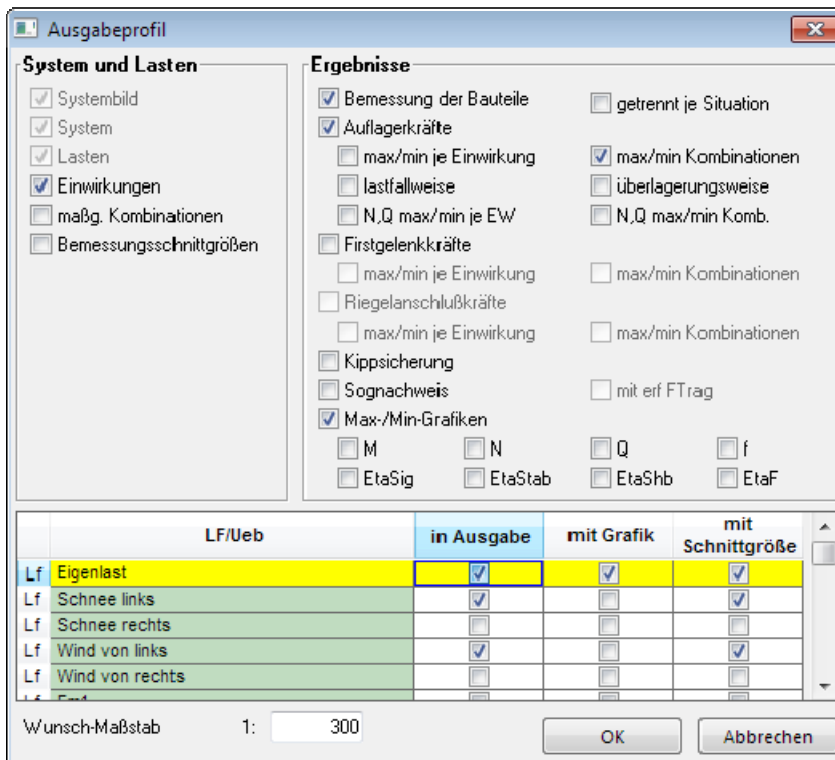 Ausgabeprofil
System und Lasten
Systembild
System
Lasten
Einwirkungen
maßg. Kombinationen
Bemessungsschnittgrößen
Ergebnisse
Bemessung der Bauteile
getrennt je Situation
Auflagerkräfte
max/min je Einwirkung
max/min Kombinationen
lastfallweise
überlagerungsweise
N,Q max/min je EW
N,Q max/min Komb.
Firstgelenkkräfte
max/min je Einwirkung
max/min Kombinationen
Riegelanschlußkräfte
max/min je Einwirkung
max/min Kombinationen
Kippsicherung
Sognachweis
mit erf FTrag
Max-/Min-Grafiken
M N Q f
EtaSig EtaStab EtaShb EtaF
LF/Ueb in Ausgabe mit Grafik mit Schnittgröße
Lf Eigenlast
Lf Schnee links
Lf Schnee rechts
Lf Wind von links
Lf Wind von rechts
Wunsch-Maßstab 1: 300
OK Abbrechen